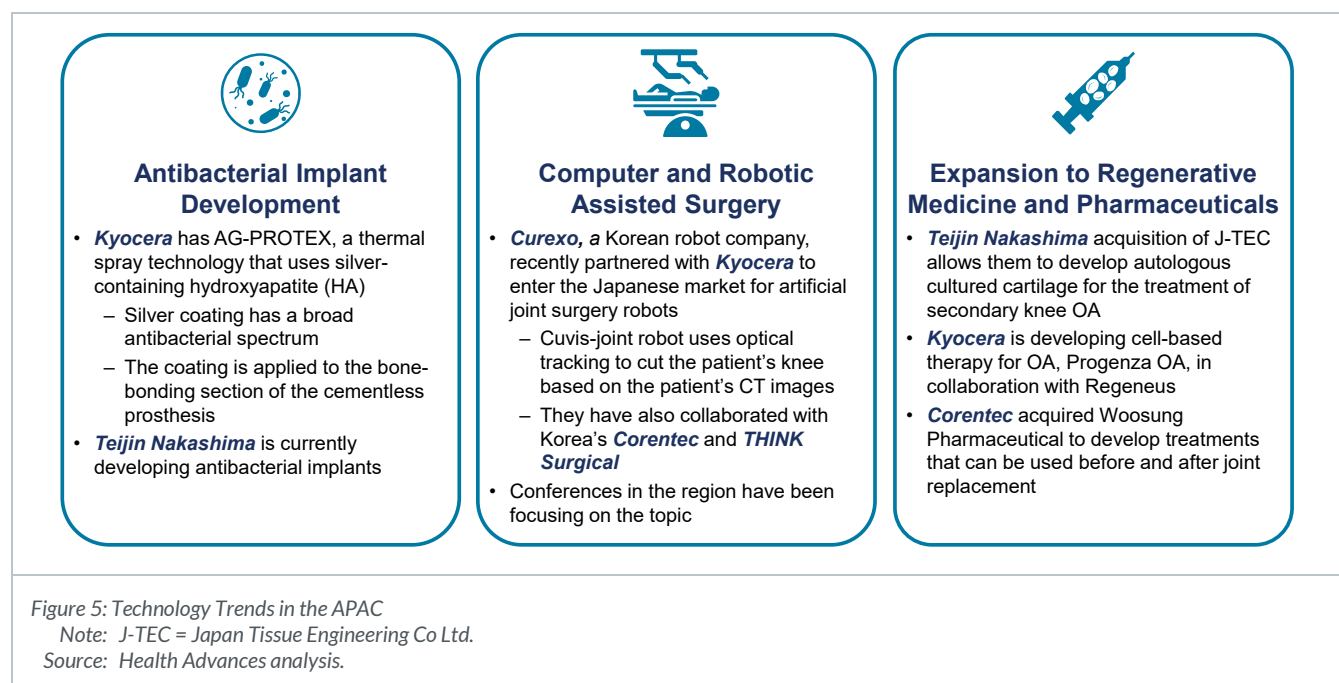 Antibacterial Implant
Development
• Kyocera has AG-PROTEX, a thermal
spray technology that uses silver-
containing hydroxyapatite (HA)
– Silver coating has a broad
antibacterial spectrum
– The coating is applied to the bone-
bonding section of the cementless
prosthesis
• Teijin Nakashima is currently
developing antibacterial implants
Computer and Robotic
Assisted Surgery
• Curexo, a Korean robot company,
recently partnered with Kyocera to
enter the Japanese market for artificial
joint surgery robots
– Cuvis-joint robot uses optical
tracking to cut the patient’s knee
based on the patient’s CT images
– They have also collaborated with
Korea’s Corentec and THINK
Surgical
• Conferences in the region have been
focusing on the topic
Expansion to Regenerative
Medicine and Pharmaceuticals
• Teijin Nakashima acquisition of J-TEC
allows them to develop autologous
cultured cartilage for the treatment of
secondary knee OA
• Kyocera is developing cell-based
therapy for OA, Progenza OA, in
collaboration with Regeneus
• Corentec acquired Woosung
Pharmaceutical to develop treatments
that can be used before and after joint
replacement
Figure 5: Technology Trends in the APAC
Note: J-TEC = Japan Tissue Engineering Co Ltd.
Source: Health Advances analysis.